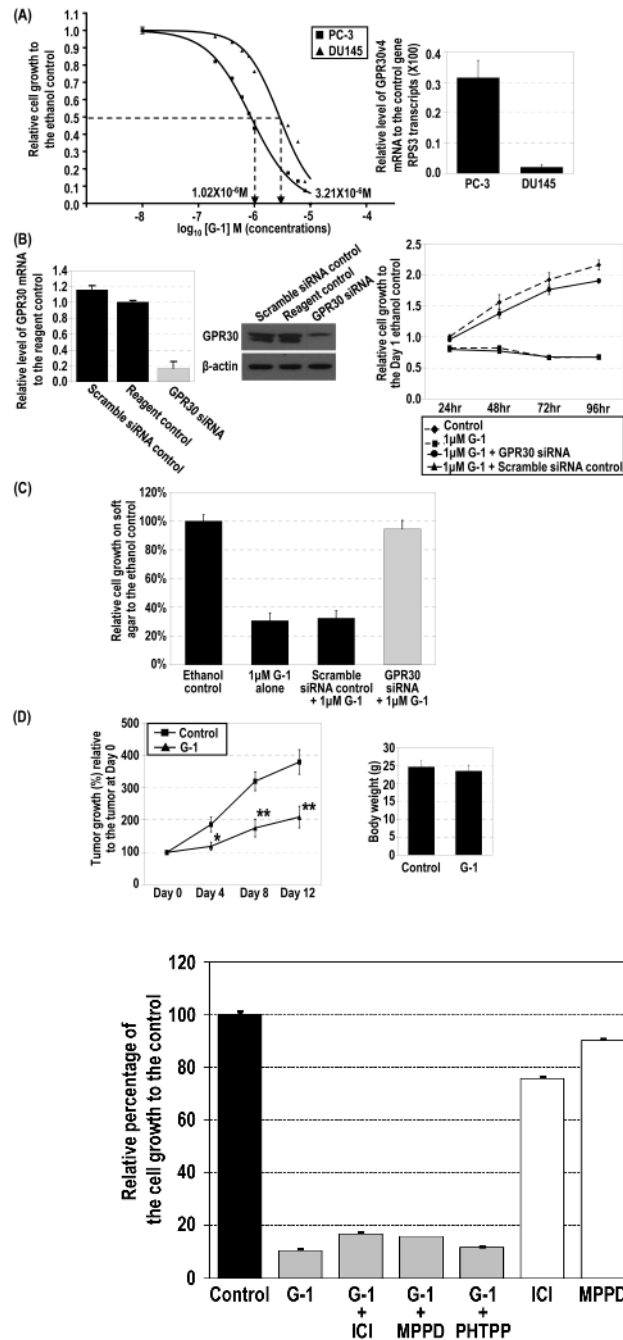 (A)
Relative cell growth to
the ethanol control
1.1
1.0
0.9
0.8
0.7
0.6
0.5
0.4
0.3
0.2
0.1
0.0
PC-3
DU145
1.02X10-6M
3.21X10-6M
-9 -8 -7 -6 -5 -4
log10 [G-1] M (concentrations)
Relative level of GPR30v4
mRNA to the control gene
RPS3 transcripts (X100)
0.4
0.3
0.2
0.1
0.0
PC-3 DU145
(B)
Relative level of GPR30 mRNA
to the reagent control
1.4
1.2
1.0
0.8
0.6
0.4
0.2
0.0
Scramble siRNA control
Reagent control
GPR30 siRNA
Scramble siRNA control
Reagent control
GPR30 siRNA
GPR30
β-actin
Relative cell growth to
the Day 1 ethanol control
2.5
2.0
1.5
1.0
0.5
0.0
24hr 48hr 72hr 96hr
Control
1µM G-1
1µM G-1 + GPR30 siRNA
1µM G-1 + Scramble siRNA control
(C)
Relative cell growth on soft
agar to the ethanol control
120%
100%
80%
60%
40%
20%
0%
Ethanol
control
1µM G-1
alone
Scramble
siRNA control
+ 1µM G-1
GPR30
siRNA
+ 1µM G-1
(D)
Tumor growth (%) relative
to the tumor at Day 0
500
400
300
200
100
0
Control
G-1
*
**
**
Day 0 Day 4 Day 8 Day 12
Body weight (g)
30
25
20
15
10
5
0
Control G-1
Relative percentage of
the cell growth to the control
120
100
80
60
40
20
0
Control
G-1
G-1
+
ICI
G-1
+
MPPD
G-1
+
PHTPP
ICI
MPPD